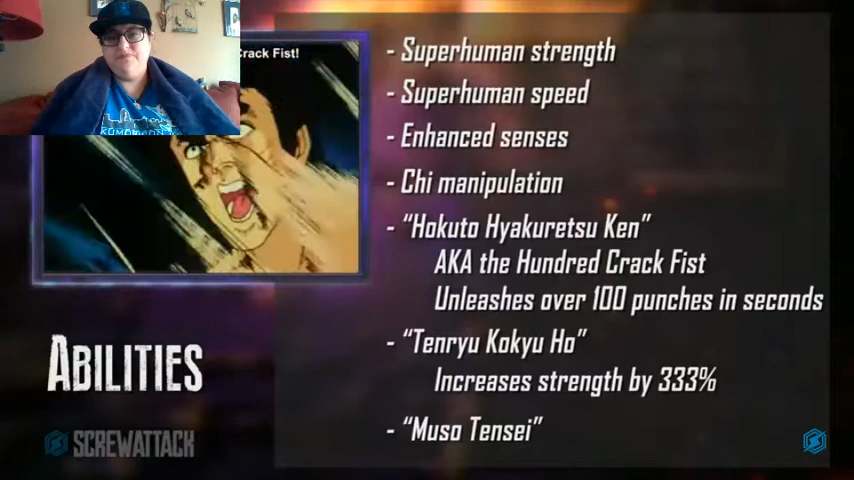 Crack Fist!
- Superhuman strength
- Superhuman speed
- Enhanced senses
- Chi manipulation
- "Hokuto Hyakuretsu Ken"
AKA the Hundred Crack Fist
Unleashes over 100 punches in seconds
- "Tenryu Kokyu Ho"
Increases strength by 333%
- "Muso Tensei"
ABILITIES
SCREWATTACK